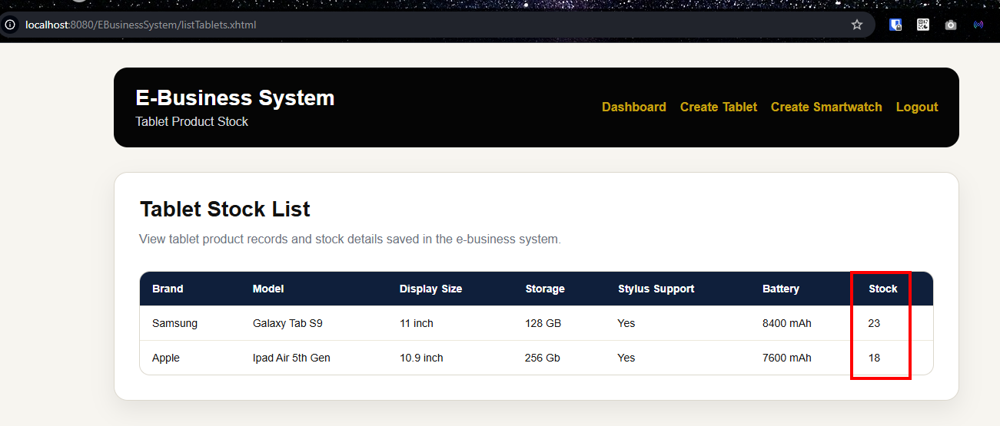 localhost:8080/EBusinessSystem/listTablets.xhtml
E-Business System
Tablet Product Stock
Dashboard Create Tablet Create Smartwatch Logout
Tablet Stock List
View tablet product records and stock details saved in the e-business system.
Brand Model Display Size Storage Stylus Support Battery Stock
Samsung Galaxy Tab S9 11 inch 128 GB Yes 8400 mAh 23
Apple Ipad Air 5th Gen 10.9 inch 256 Gb Yes 7600 mAh 18